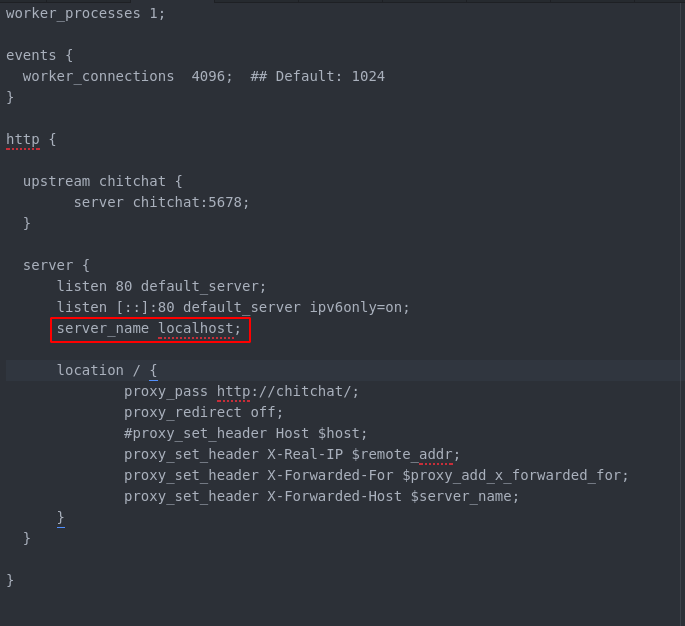 worker_processes 1;
events {
worker_connections  4096;  ## Default: 1024
}
http {
upstream chitchat {
server chitchat:5678;
}
server {
listen 80 default_server;
listen [::]:80 default_server ipv6only=on;
server_name localhost;
location / {
proxy_pass http://chitchat/;
proxy_redirect off;
#proxy_set_header Host $host;
proxy_set_header X-Real-IP $remote_addr;
proxy_set_header X-Forwarded-For $proxy_add_x_forwarded_for;
proxy_set_header X-Forwarded-Host $server_name;
}
}
}